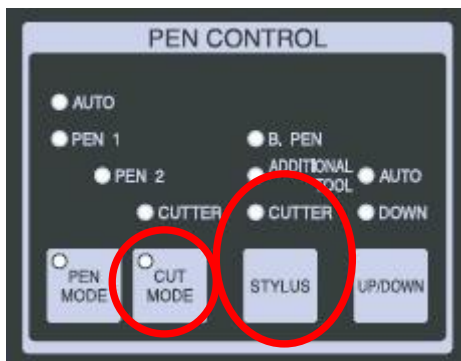 PEN CONTROL
AUTO
PEN 1
B. PEN
PEN 2
ADDITIONAL
TOOL
AUTO
CUTTER
CUTTER
DOWN
PEN
MODE
CUT
MODE
STYLUS
UP/DOWN